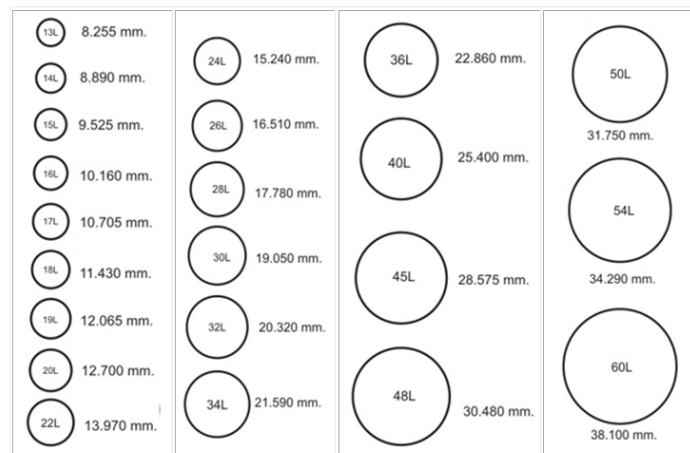 13L 8.255 mm.
14L 8.890 mm.
15L 9.525 mm.
16L 10.160 mm.
17L 10.705 mm.
18L 11.430 mm.
19L 12.065 mm.
20L 12.700 mm.
22L 13.970 mm.
24L 15.240 mm.
26L 16.510 mm.
28L 17.780 mm.
30L 19.050 mm.
32L 20.320 mm.
34L 21.590 mm.
36L 22.860 mm.
40L 25.400 mm.
45L 28.575 mm.
48L 30.480 mm.
50L
31.750 mm.
54L
34.290 mm.
60L
38.100 mm.